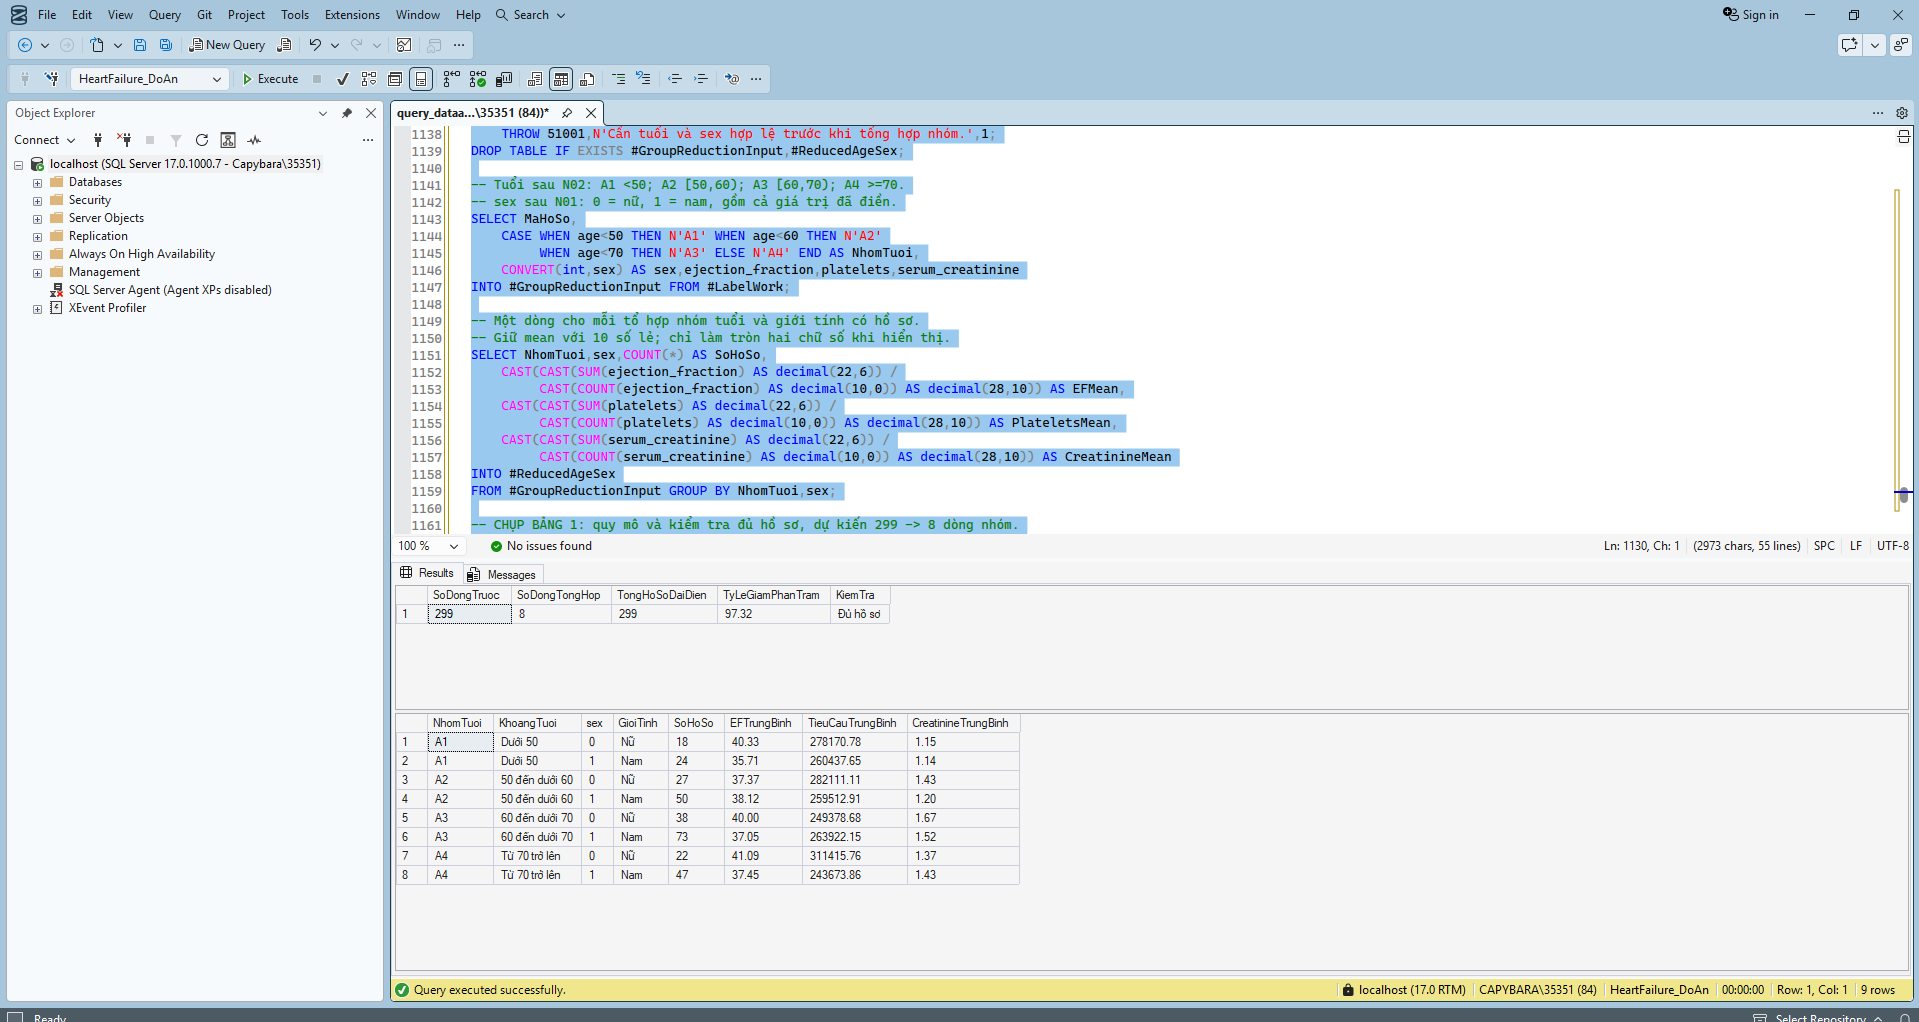 File Edit View Query Git Project Tools Extensions Window Help Search Sign in
New Query
HeartFailure_DoAn Execute
Object Explorer
Connect
localhost (SQL Server 17.0.1000.7 - Capybara\35351)
Databases
Security
Server Objects
Replication
Always On High Availability
Management
SQL Server Agent (Agent XPs disabled)
XEvent Profiler
query_dataa...\35351 (84))*
1138 THROW 51001,N'Cần tuổi và sex hợp lệ trước khi tổng hợp nhóm.',1;
1139 DROP TABLE IF EXISTS #GroupReductionInput,#ReducedAgeSex;
1140
1141 -- Tuổi sau N02: A1 <50; A2 [50,60); A3 [60,70); A4 >=70.
1142 -- sex sau N01: 0 = nữ, 1 = nam, gồm cả giá trị đã điền.
1143 SELECT MaHoSo,
1144 CASE WHEN age<50 THEN N'A1' WHEN age<60 THEN N'A2'
1145 WHEN age<70 THEN N'A3' ELSE N'A4' END AS NhomTuoi,
1146 CONVERT(int,sex) AS sex,ejection_fraction,platelets,serum_creatinine
1147 INTO #GroupReductionInput FROM #LabelWork;
1148
1149 -- Một dòng cho mỗi tổ hợp nhóm tuổi và giới tính có hồ sơ.
1150 -- Giữ mean với 10 số lẻ; chỉ làm tròn hai chữ số khi hiển thị.
1151 SELECT NhomTuoi,sex,COUNT(*) AS SoHoSo,
1152 CAST(CAST(SUM(ejection_fraction) AS decimal(22,6)) /
1153 CAST(COUNT(ejection_fraction) AS decimal(10,0)) AS decimal(28,10)) AS EFMean,
1154 CAST(CAST(SUM(platelets) AS decimal(22,6)) /
1155 CAST(COUNT(platelets) AS decimal(10,0)) AS decimal(28,10)) AS PlateletsMean,
1156 CAST(CAST(SUM(serum_creatinine) AS decimal(22,6)) /
1157 CAST(COUNT(serum_creatinine) AS decimal(10,0)) AS decimal(28,10)) AS CreatinineMean
1158 INTO #ReducedAgeSex
1159 FROM #GroupReductionInput GROUP BY NhomTuoi,sex;
1160
1161 -- CHỤP BẢNG 1: quy mô và kiểm tra đủ hồ sơ, dự kiến 299 -> 8 dòng nhóm.
100 % No issues found Ln: 1130, Ch: 1 (2973 chars, 55 lines) SPC LF UTF-8
Results Messages
SoDongTruoc SoDongTongHop TongHoSoDaiDien TyLeGiamPhanTram KiemTra
1 299 8 299 97.32 Đủ hồ sơ
NhomTuoi KhoangTuoi sex GioiTinh SoHoSo EFTrungBinh TieuCauTrungBinh CreatinineTrungBinh
1 A1 Dưới 50 0 Nữ 18 40.33 278170.78 1.15
2 A1 Dưới 50 1 Nam 24 35.71 260437.65 1.14
3 A2 50 đến dưới 60 0 Nữ 27 37.37 282111.11 1.43
4 A2 50 đến dưới 60 1 Nam 50 38.12 259512.91 1.20
5 A3 60 đến dưới 70 0 Nữ 38 40.00 249378.68 1.67
6 A3 60 đến dưới 70 1 Nam 73 37.05 263922.15 1.52
7 A4 Từ 70 trở lên 0 Nữ 22 41.09 311415.76 1.37
8 A4 Từ 70 trở lên 1 Nam 47 37.45 243673.86 1.43
Query executed successfully. localhost (17.0 RTM) CAPYBARA\35351 (84) HeartFailure_DoAn 00:00:00 Row: 1, Col: 1 9 rows
Ready Select Repository